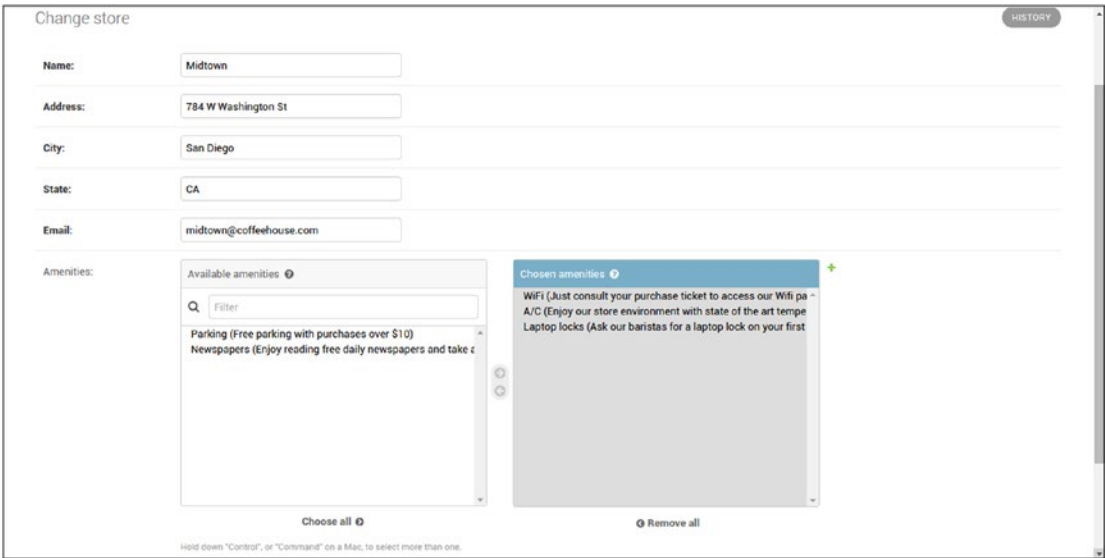 Change store
HISTORY
Name:
Midtown
Address:
784 W Washington St
City:
San Diego
State:
CA
Email:
midtown@coffeehouse.com
Amenities:
Available amenities
Chosen amenities
Filter
Parking (Free parking with purchases over $10)
Newspapers (Enjoy reading free daily newspapers and take a
WiFi (Just consult your purchase ticket to access our Wifi pa
A/C (Enjoy our store environment with state of the art tempe
Laptop locks (Ask our baristas for a laptop lock on your first
Choose all
Remove all
Hold down "Control", or "Command" on a Mac, to select more than one.